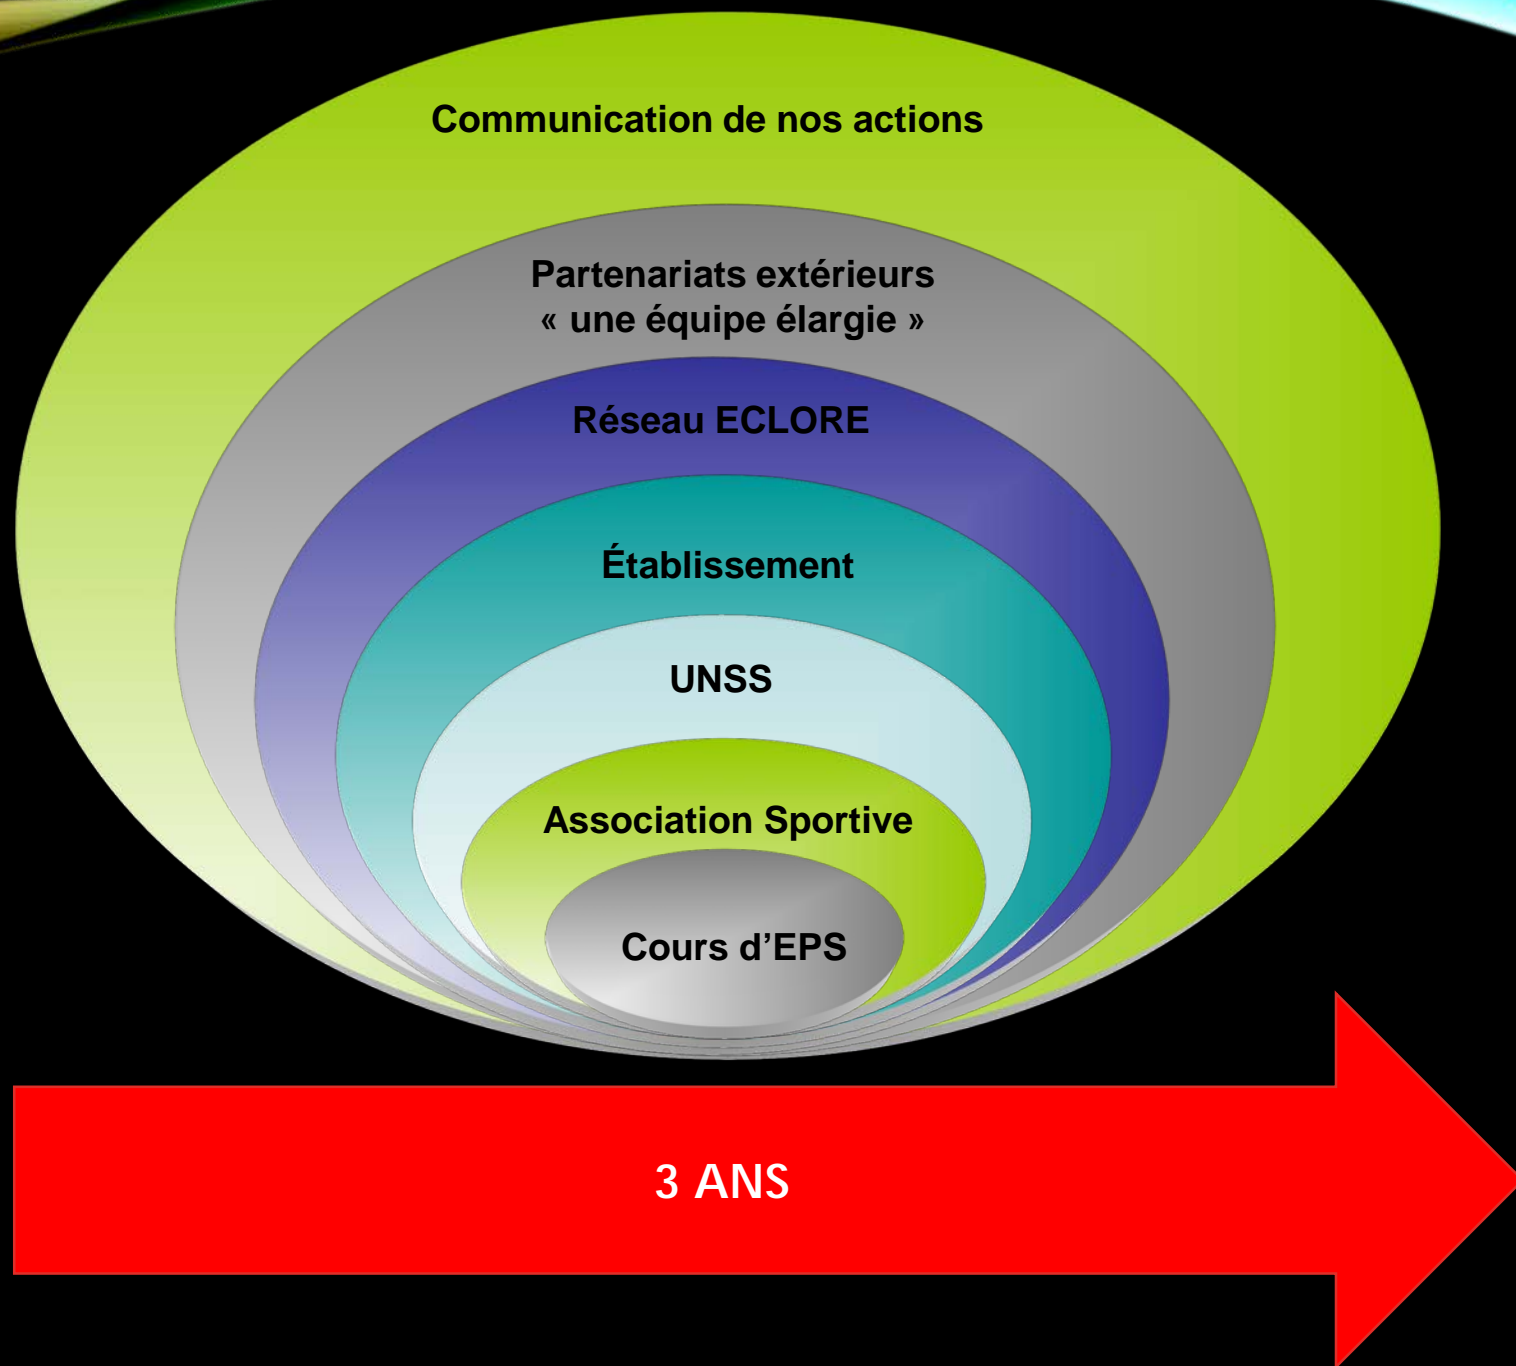 Communication de nos actions
Partenariats extérieurs
« une équipe élargie »
Réseau ECLORE
Établissement
UNSS
Association Sportive
Cours d’EPS
3 ANS